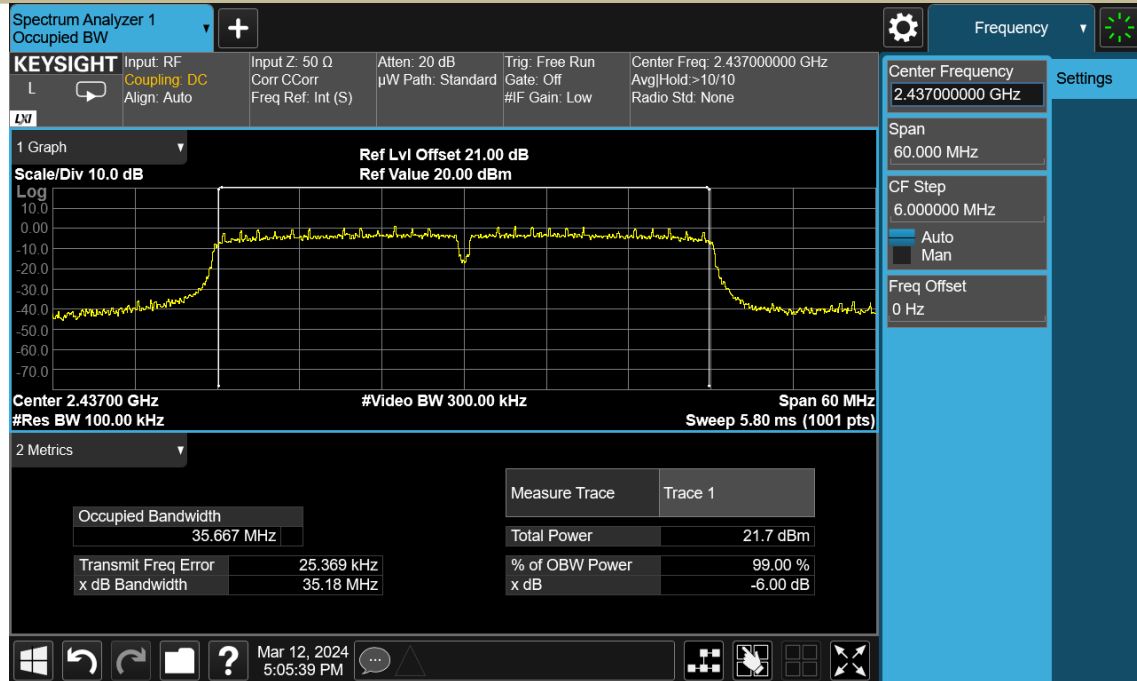 Spectrum Analyzer 1
Occupied BW
+
Frequency
KEYSIGHT
L
LXI
Input: RF
Coupling: DC
Align: Auto
Input Z: 50 Ω
Corr CCorr
Freq Ref: Int (S)
Atten: 20 dB
µW Path: Standard
Trig: Free Run
Gate: Off
#IF Gain: Low
Center Freq: 2.437000000 GHz
Avg|Hold:>10/10
Radio Std: None
Center Frequency
2.437000000 GHz
Settings
Span
60.000 MHz
CF Step
6.000000 MHz
Auto
Man
Freq Offset
0 Hz
1 Graph
Ref Lvl Offset 21.00 dB
Scale/Div 10.0 dB
Ref Value 20.00 dBm
Log
10.0
0.00
-10.0
-20.0
-30.0
-40.0
-50.0
-60.0
-70.0
Center 2.43700 GHz
#Video BW 300.00 kHz
Span 60 MHz
#Res BW 100.00 kHz
Sweep 5.80 ms (1001 pts)
2 Metrics
Measure Trace Trace 1
Occupied Bandwidth
35.667 MHz
Total Power 21.7 dBm
Transmit Freq Error 25.369 kHz
% of OBW Power 99.00 %
x dB Bandwidth 35.18 MHz
x dB -6.00 dB
?
Mar 12, 2024
5:05:39 PM